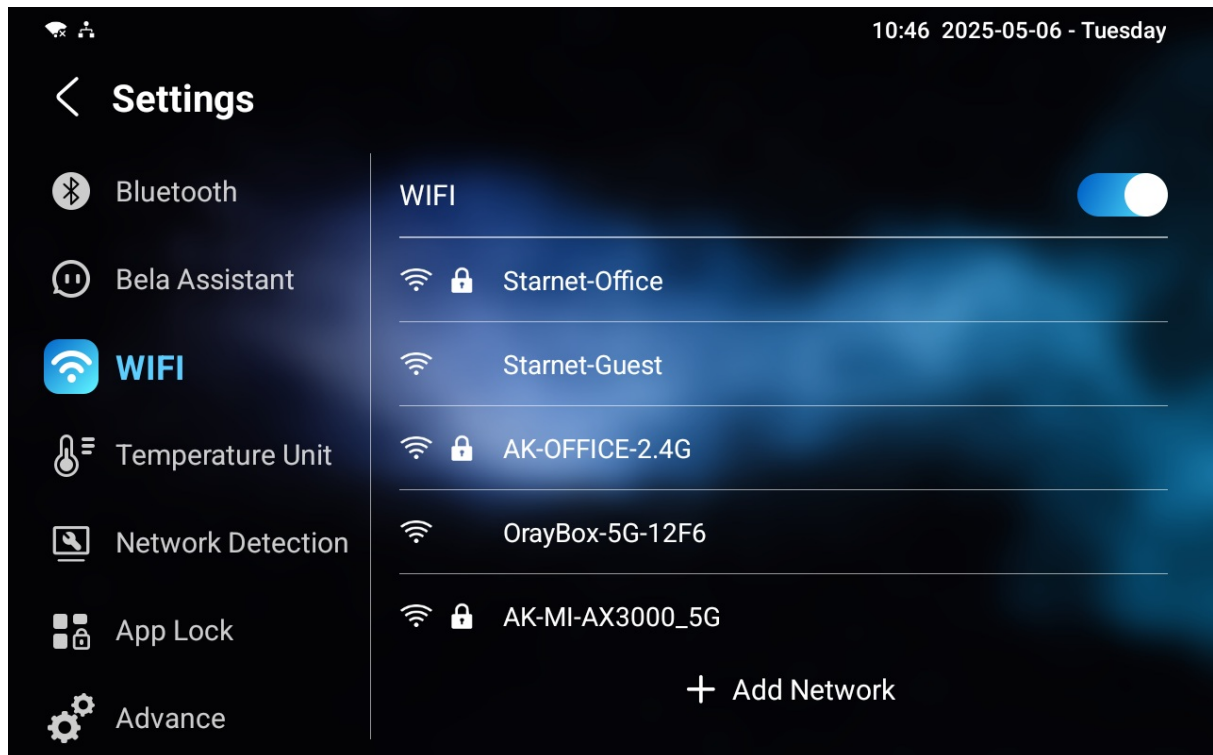 10:46 2025-05-06 - Tuesday
Settings
Bluetooth
Bela Assistant
WIFI
Temperature Unit
Network Detection
App Lock
Advance
WIFI
Starnet-Office
Starnet-Guest
AK-OFFICE-2.4G
OrayBox-5G-12F6
AK-MI-AX3000_5G
Add Network